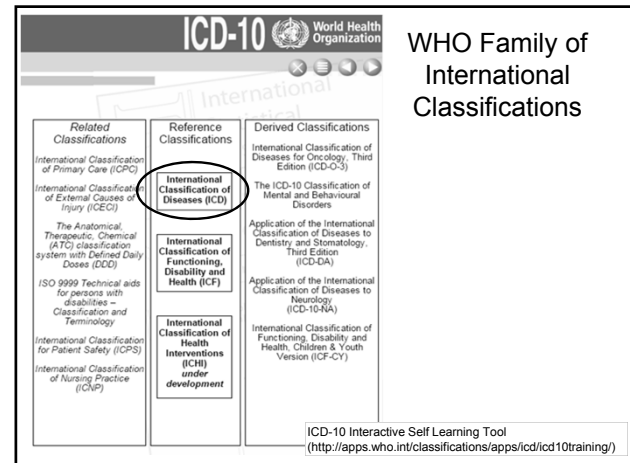 ICD-10
World Health
Organization
WHO Family of
International
Classifications
International
Related
Classifications
International Classification
of Primary Care (ICPC)
International Classification
of External Causes of
Injury (ICECI)
The Anatomical,
Therapeutic, Chemical
(ATC) classification
system with Defined Daily
Doses (DDD)
ISO 9999 Technical aids
for persons with
disabilities –
Classification and
Terminology
International Classification
for Patient Safety (ICPS)
International Classification
of Nursing Practice
(ICNP)
Reference
Classifications
International
Classification of
Diseases (ICD)
International
Classification of
Functioning,
Disability and
Health (ICF)
International
Classification of
Health
Interventions
(ICHI)
under
development
Derived Classifications
International Classification of
Diseases for Oncology, Third
Edition (ICD-O-3)
The ICD-10 Classification of
Mental and Behavioural
Disorders
Application of the International
Classification of Diseases to
Dentistry and Stomatology,
Third Edition
(ICD-DA)
Application of the International
Classification of Diseases to
Neurology
(ICD-10-NA)
International Classification of
Functioning, Disability and
Health, Children & Youth
Version (ICF-CY)
ICD-10 Interactive Self Learning Tool
(http://apps.who.int/classifications/apps/icd/icd10training/)